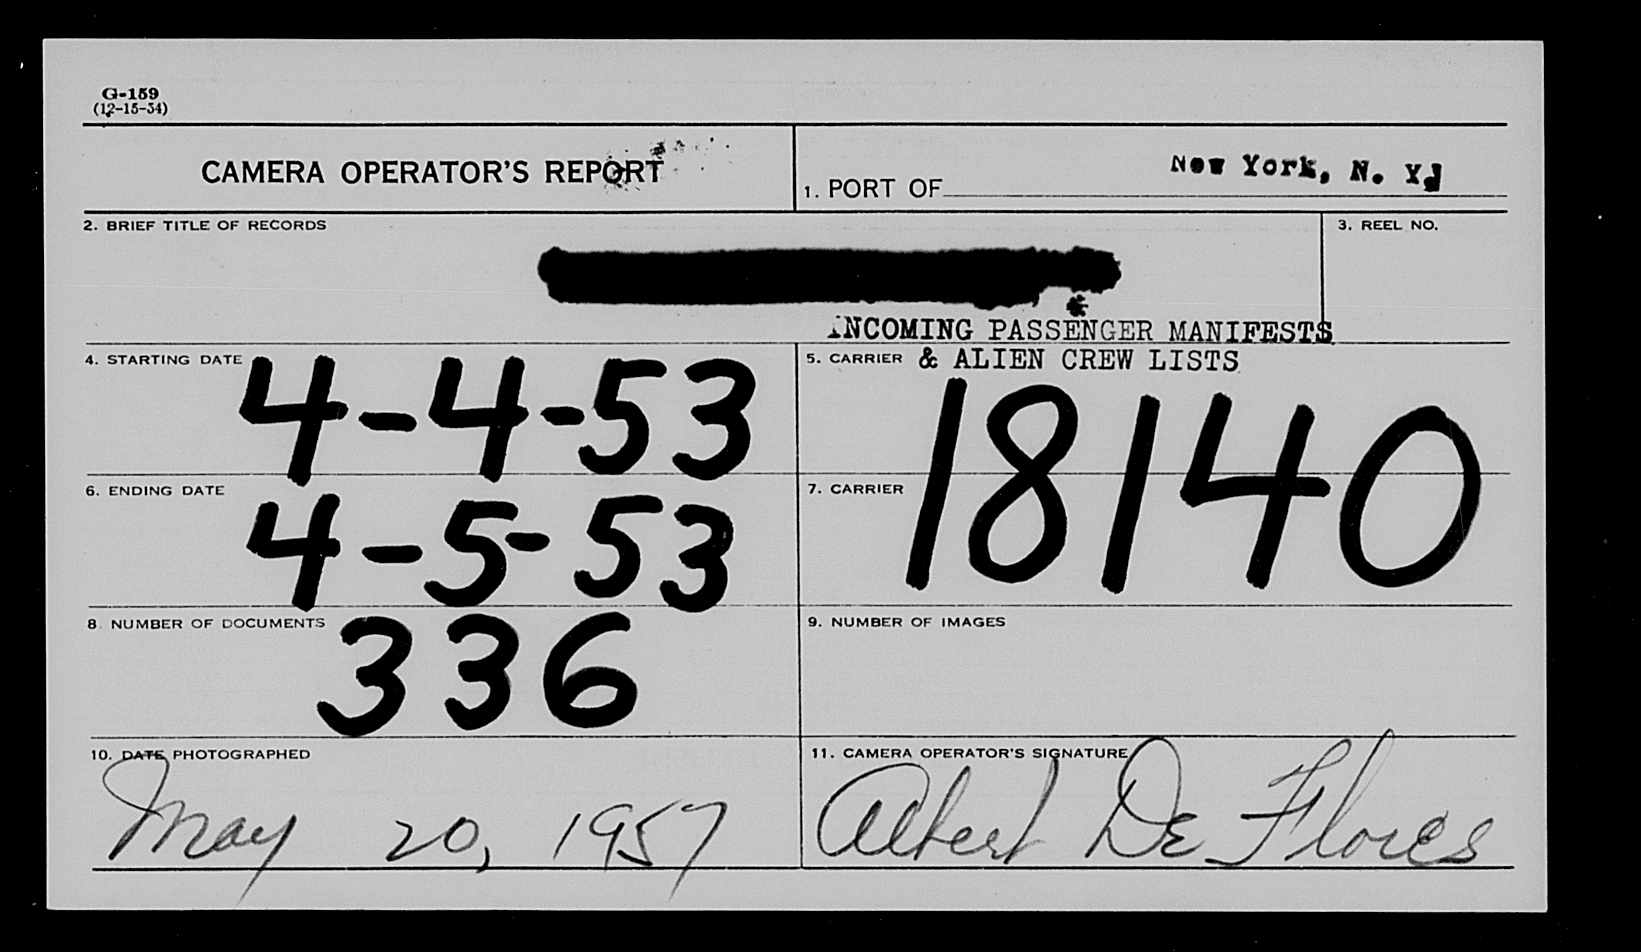 G-159
(12-15-54)
CAMERA OPERATOR'S REPORT
1. PORT OF New York, N. Y.
2. BRIEF TITLE OF RECORDS
3. REEL NO.
INCOMING PASSENGER MANIFESTS
& ALIEN CREW LISTS
4. STARTING DATE 4-4-53
5. CARRIER
18140
6. ENDING DATE 4-5-53
7. CARRIER
8. NUMBER OF DOCUMENTS 336
9. NUMBER OF IMAGES
10. DATE PHOTOGRAPHED
May 20, 1957
11. CAMERA OPERATOR'S SIGNATURE
Albert De Flores